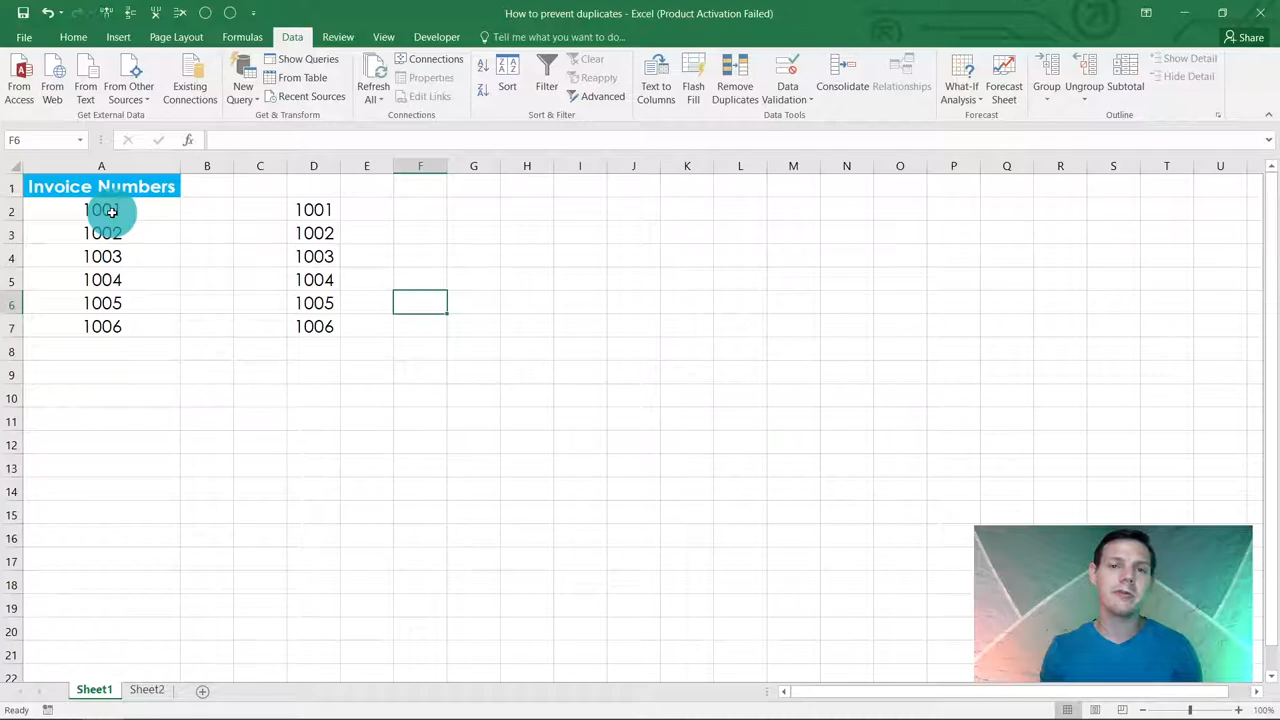 How to prevent duplicates - Excel (Product Activation Failed)
File Home Insert Page Layout Formulas Data Review View Developer Tell me what you want to do... Share
From Access
From Web
From Text
From Other Sources
Existing Connections
Get External Data
New Query
Show Queries
From Table
Recent Sources
Get & Transform
Refresh All
Connections
Properties
Edit Links
Connections
Sort
Filter
Clear
Reapply
Advanced
Sort & Filter
Text to Columns
Flash Fill
Remove Duplicates
Data Validation
Consolidate
Relationships
Data Tools
What-If Analysis
Forecast Sheet
Forecast
Group
Ungroup
Subtotal
Show Detail
Hide Detail
Outline
F6 fx
A B C D E F G H I J K L M N O P Q R S T U
1 Invoice Numbers
2 1001 1001
3 1002 1002
4 1003 1003
5 1004 1004
6 1005 1005
7 1006 1006
8
9
10
11
12
13
14
15
16
17
18
19
20
21
22
Sheet1 Sheet2
Ready 100%